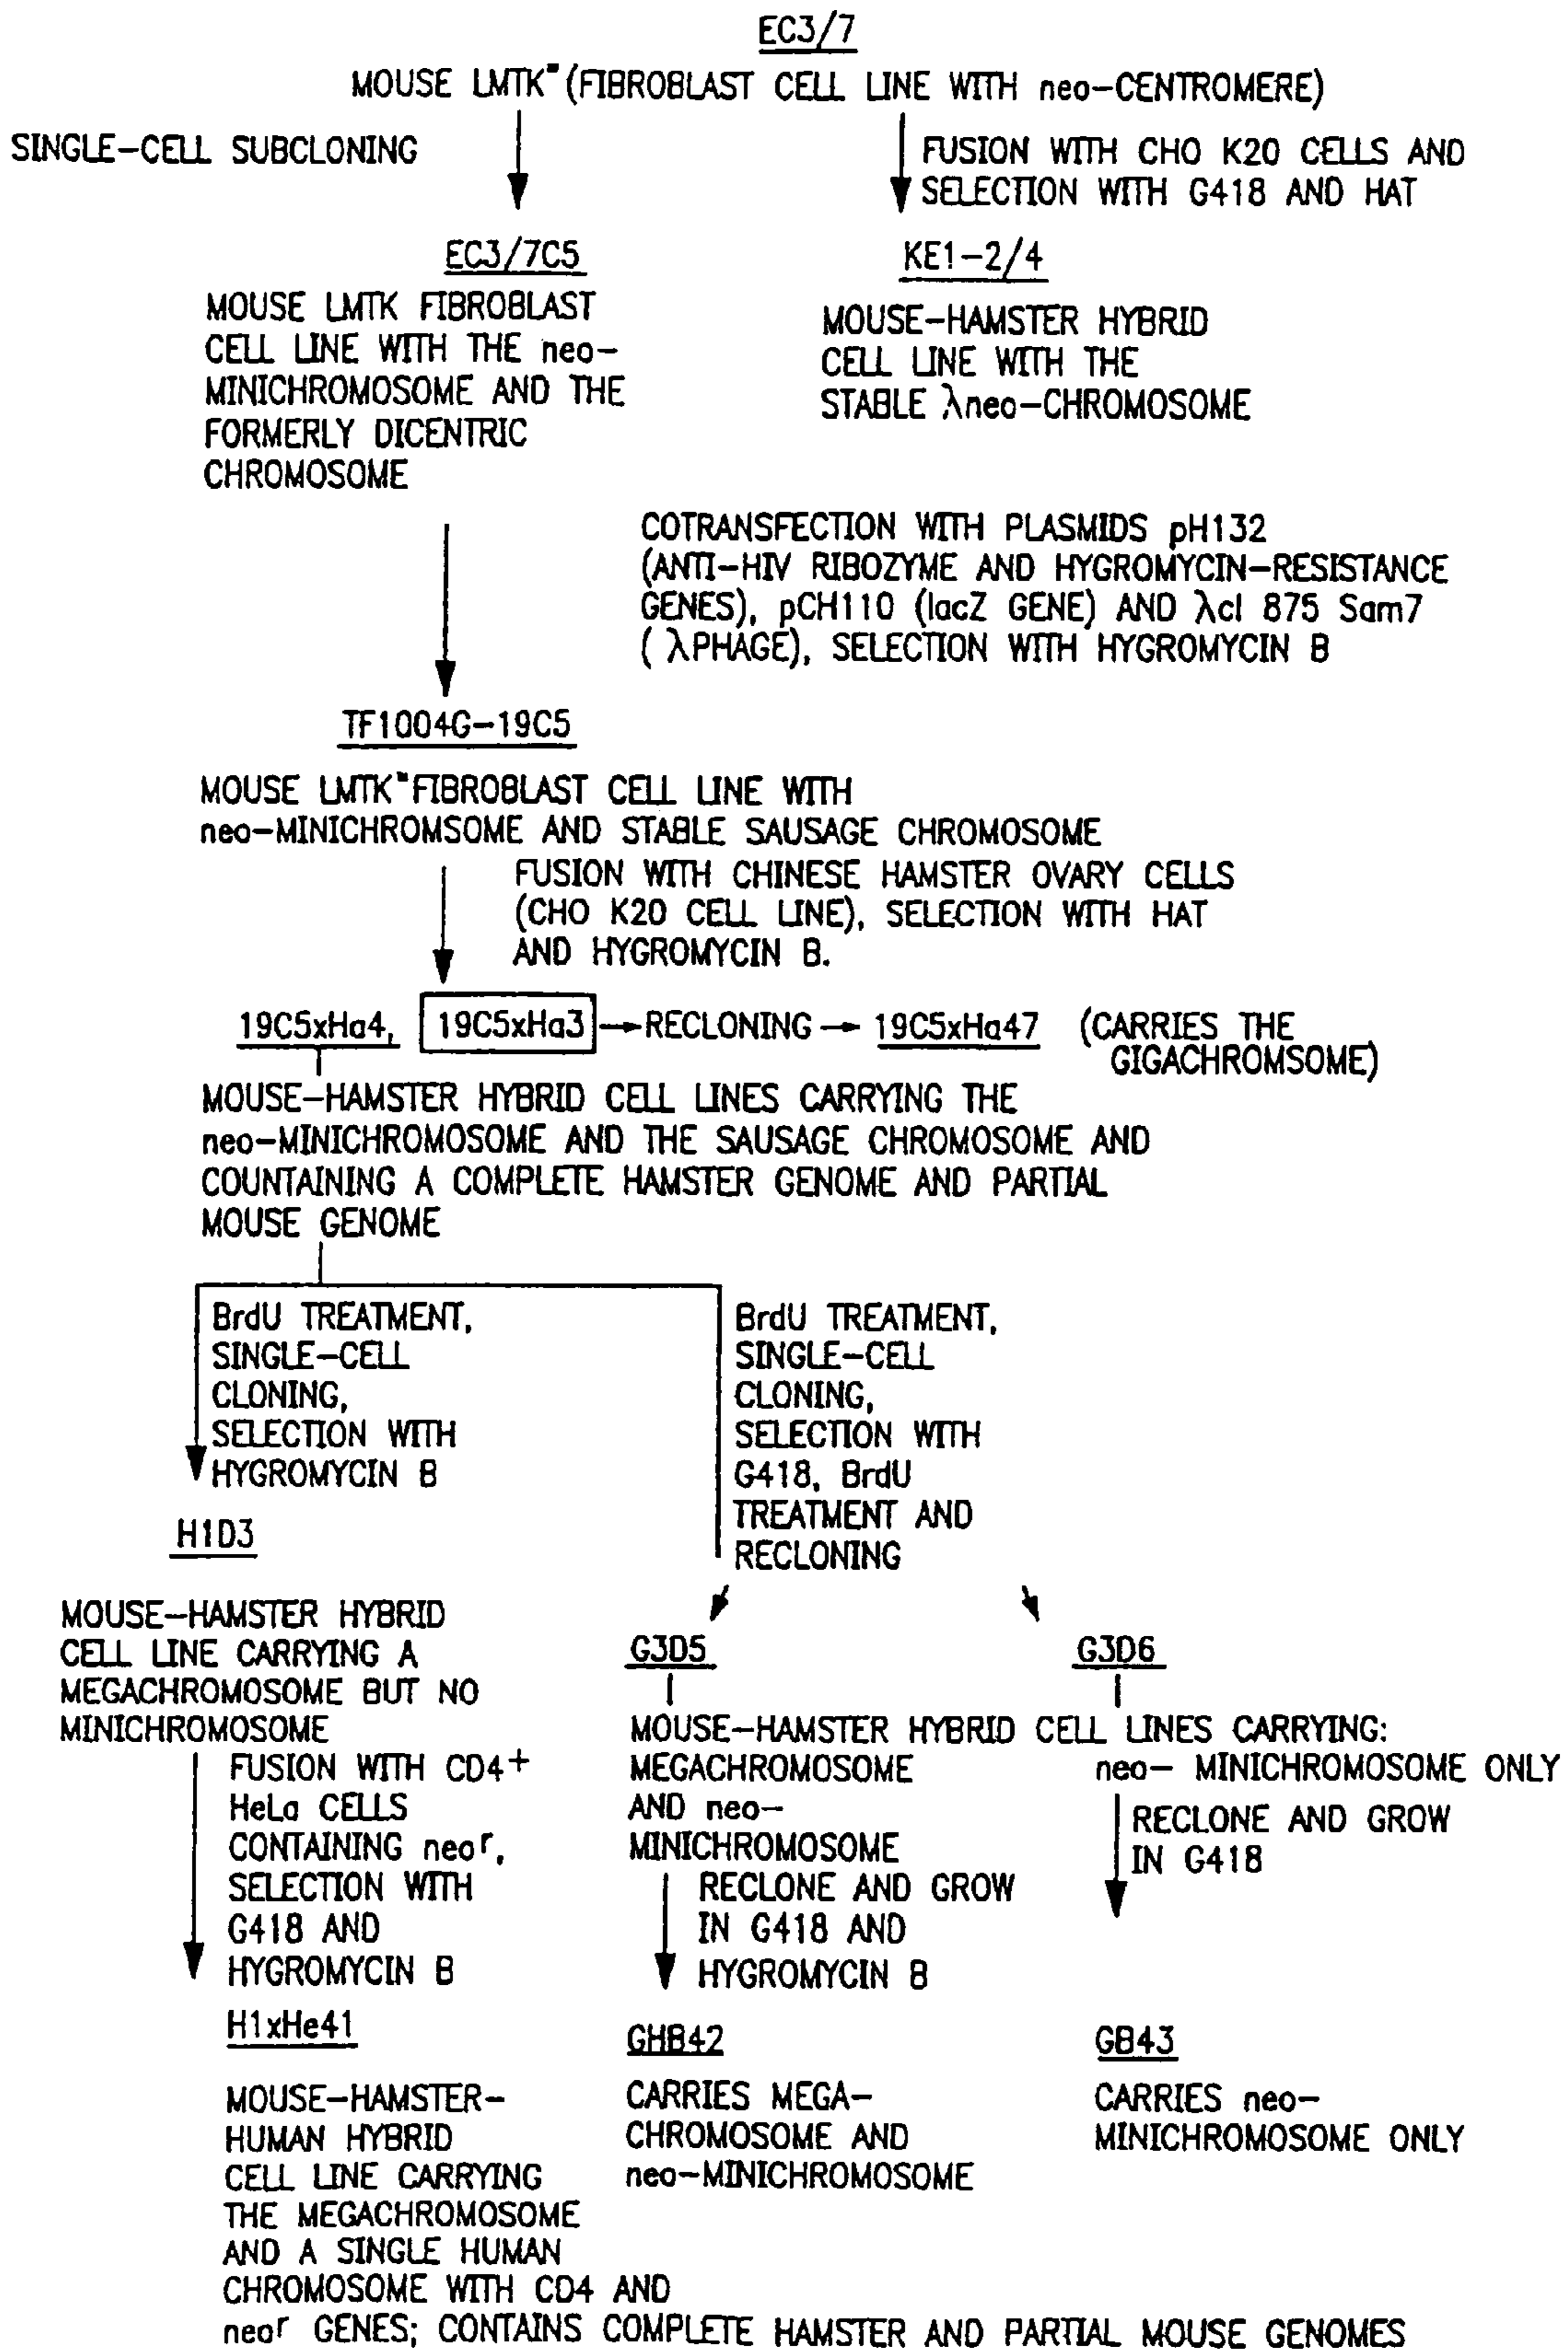 EC3/7
MOUSE LMTK⁻ (FIBROBLAST CELL LINE WITH neo-CENTROMERE)
SINGLE-CELL SUBCLONING
FUSION WITH CHO K20 CELLS AND
SELECTION WITH G418 AND HAT
EC3/7C5
MOUSE LMTK FIBROBLAST
CELL LINE WITH THE neo-
MINICHROMOSOME AND THE
FORMERLY DICENTRIC
CHROMOSOME
KE1-2/4
MOUSE-HAMSTER HYBRID
CELL LINE WITH THE
STABLE λneo-CHROMOSOME
COTRANSFECTION WITH PLASMIDS pH132
(ANTI-HIV RIBOZYME AND HYGROMYCIN-RESISTANCE
GENES), pCH110 (lacZ GENE) AND λcl 875 Sam7
( λPHAGE), SELECTION WITH HYGROMYCIN B
TF1004G-19C5
MOUSE LMTK⁻FIBROBLAST CELL LINE WITH
neo-MINICHROMSOME AND STABLE SAUSAGE CHROMOSOME
FUSION WITH CHINESE HAMSTER OVARY CELLS
(CHO K20 CELL LINE), SELECTION WITH HAT
AND HYGROMYCIN B.
19C5xHa4, 19C5xHa3 → RECLONING → 19C5xHa47 (CARRIES THE
GIGACHROMSOME)
MOUSE-HAMSTER HYBRID CELL LINES CARRYING THE
neo-MINICHROMOSOME AND THE SAUSAGE CHROMOSOME AND
COUNTAINING A COMPLETE HAMSTER GENOME AND PARTIAL
MOUSE GENOME
BrdU TREATMENT,
SINGLE-CELL
CLONING,
SELECTION WITH
HYGROMYCIN B
BrdU TREATMENT,
SINGLE-CELL
CLONING,
SELECTION WITH
G418, BrdU
TREATMENT AND
RECLONING
H1D3
MOUSE-HAMSTER HYBRID
CELL LINE CARRYING A
MEGACHROMOSOME BUT NO
MINICHROMOSOME
G3D5
G3D6
MOUSE-HAMSTER HYBRID CELL LINES CARRYING:
MEGACHROMOSOME
AND neo-
MINICHROMOSOME
neo- MINICHROMOSOME ONLY
FUSION WITH CD4+
HeLa CELLS
CONTAINING neoʳ,
SELECTION WITH
G418 AND
HYGROMYCIN B
RECLONE AND GROW
IN G418 AND
HYGROMYCIN B
RECLONE AND GROW
IN G418
H1xHe41
MOUSE-HAMSTER-
HUMAN HYBRID
CELL LINE CARRYING
THE MEGACHROMOSOME
AND A SINGLE HUMAN
CHROMOSOME WITH CD4 AND
neoʳ GENES; CONTAINS COMPLETE HAMSTER AND PARTIAL MOUSE GENOMES
GHB42
CARRIES MEGA-
CHROMOSOME AND
neo-MINICHROMOSOME
GB43
CARRIES neo-
MINICHROMOSOME ONLY